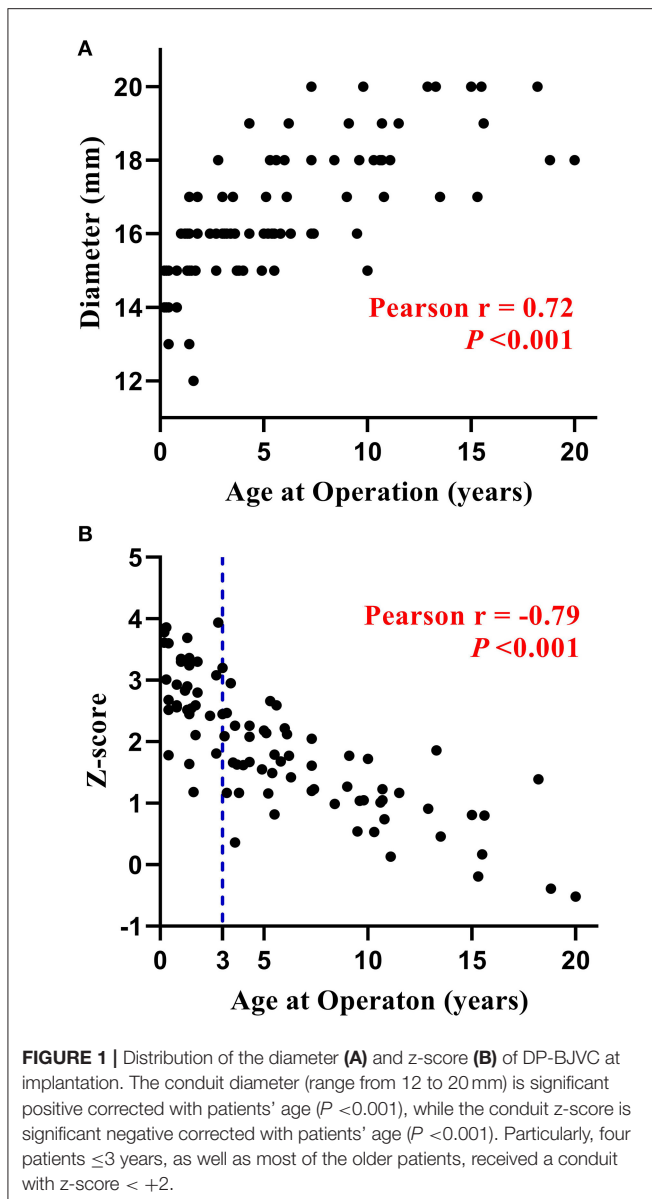 A
20
18
16
14
12
Diameter (mm)
Pearson r = 0.72
P <0.001
0
5
10
15
20
Age at Operation (years)
B
5
4
3
2
1
0
-1
Z-score
Pearson r = -0.79
P <0.001
0
3
5
10
15
20
Age at Operaton (years)
FIGURE 1 | Distribution of the diameter (A) and z-score (B) of DP-BJVC at
implantation. The conduit diameter (range from 12 to 20 mm) is significant
positive corrected with patients' age (P <0.001), while the conduit z-score is
significant negative corrected with patients' age (P <0.001). Particularly, four
patients ≤3 years, as well as most of the older patients, received a conduit
with z-score < +2.